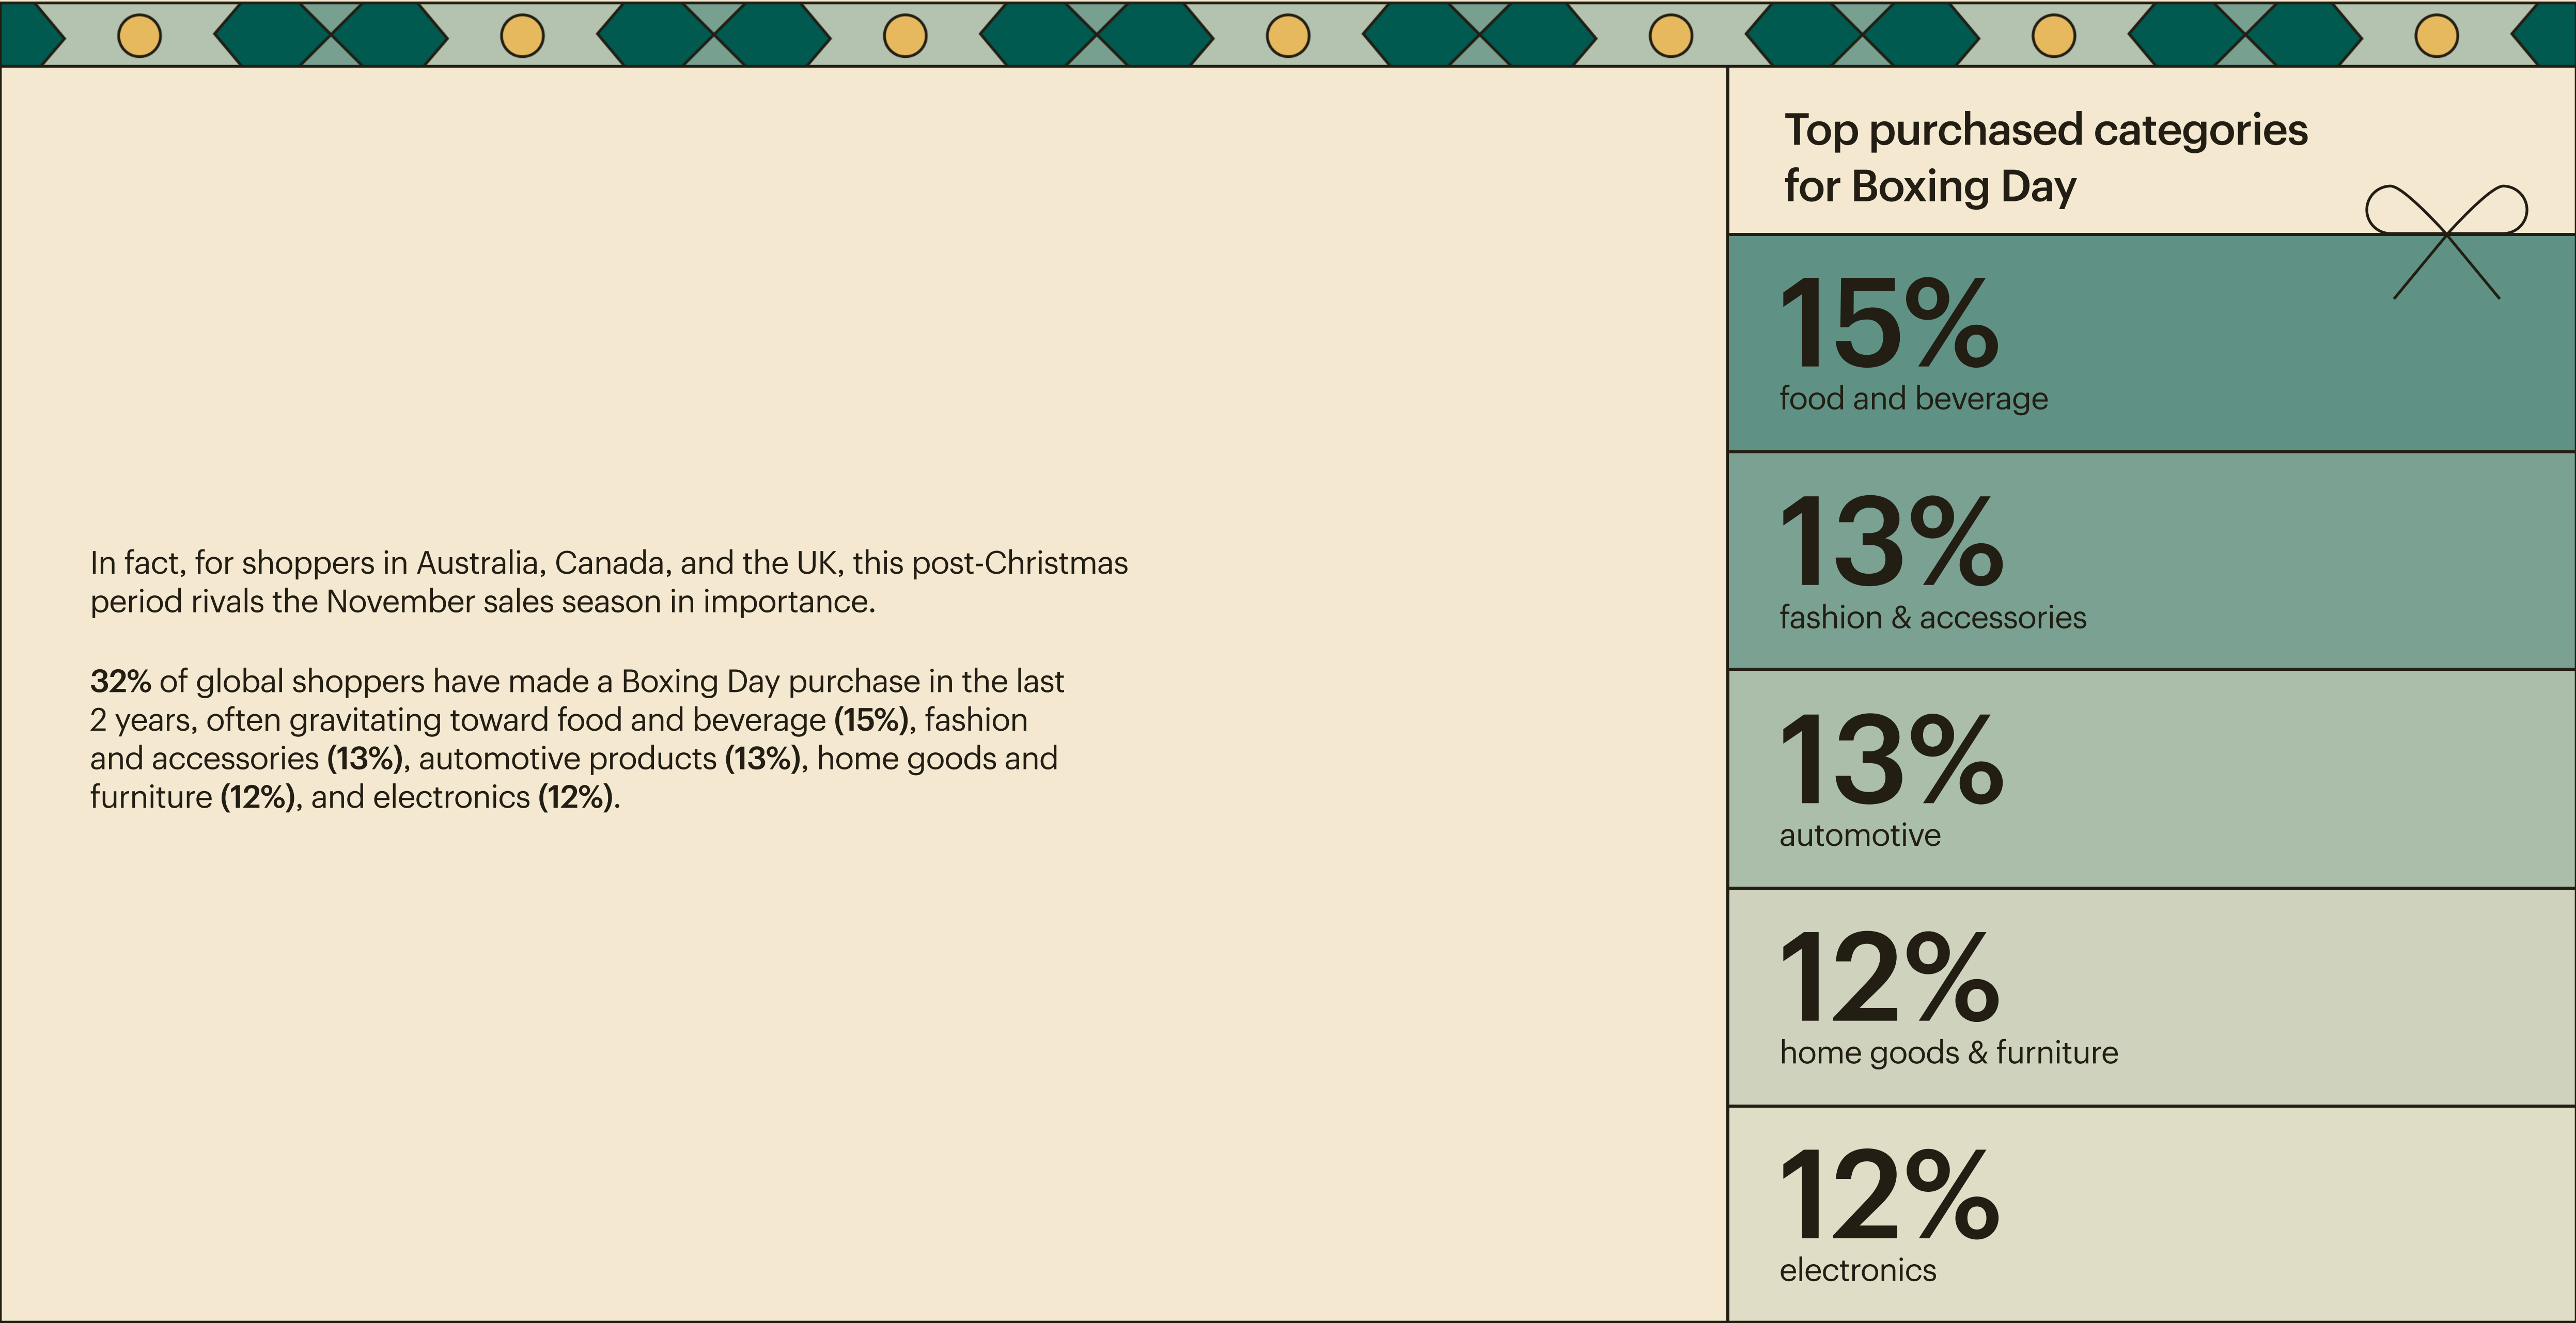 In fact, for shoppers in Australia, Canada, and the UK, this post-Christmas
period rivals the November sales season in importance.
32% of global shoppers have made a Boxing Day purchase in the last
2 years, often gravitating toward food and beverage (15%), fashion
and accessories (13%), automotive products (13%), home goods and
furniture (12%), and electronics (12%).
Top purchased categories
for Boxing Day
15%
food and beverage
13%
fashion & accessories
13%
automotive
12%
home goods & furniture
12%
electronics